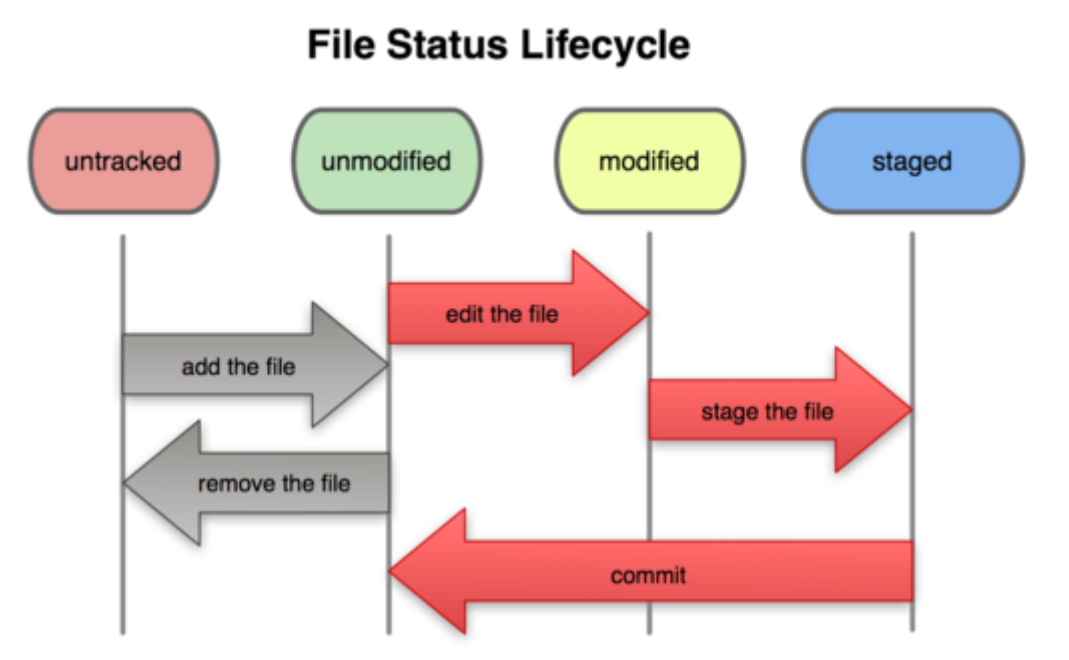 File Status Lifecycle
untracked
unmodified
modified
staged
edit the file
add the file
stage the file
remove the file
commit